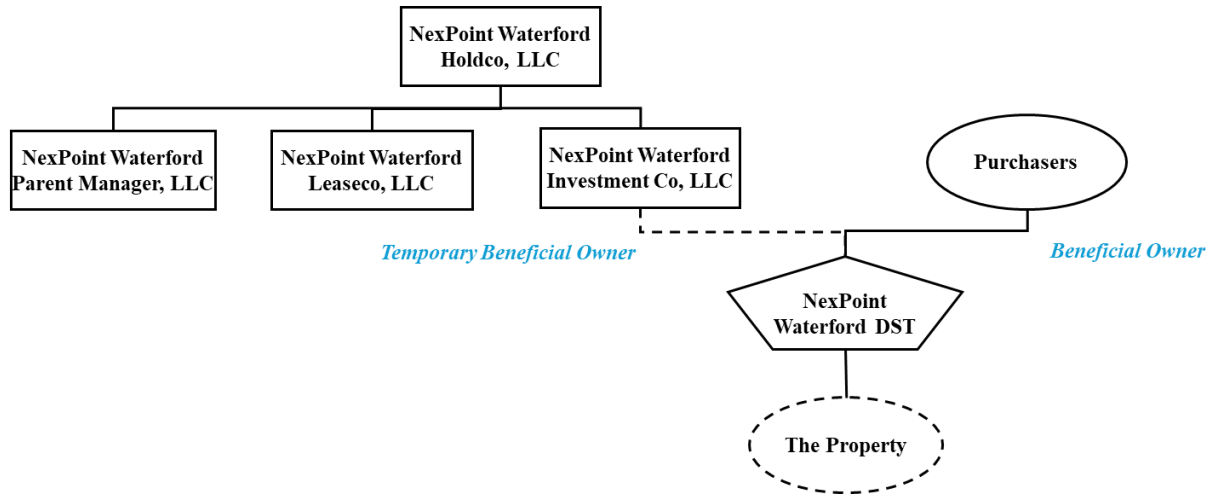 NexPoint Waterford
Holdco, LLC
NexPoint Waterford
Parent Manager, LLC
NexPoint Waterford
Leaseco, LLC
NexPoint Waterford
Investment Co, LLC
Purchasers
Temporary Beneficial Owner
Beneficial Owner
NexPoint
Waterford DST
The Property